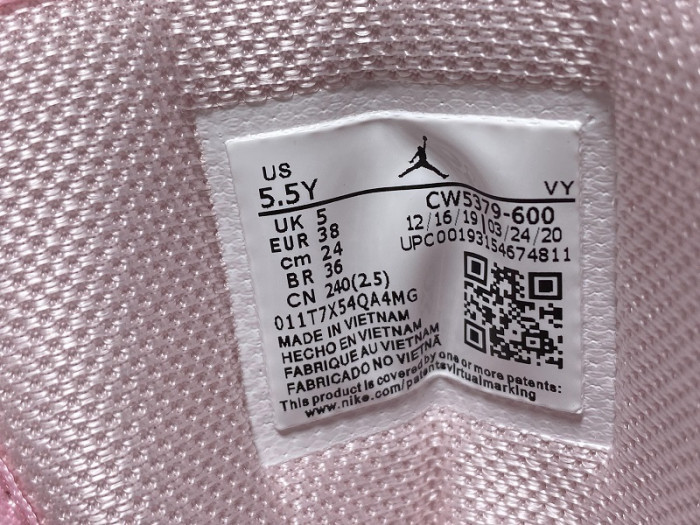 US
5.5Y VY
UK 5 CW5379-600
EUR 38 12/16/19 03/24/20
cm 24 UPC00193154674811
BR 36
CN 240(2.5)
011T7X54QA4MG
MADE IN VIETNAM
HECHO EN VIETNAM
FABRIQUE AU VIETNAM
FABRICADO NO VIETNÃ
This product is covered by one or more patents:
www.nike.com/patentsvirtualmarking